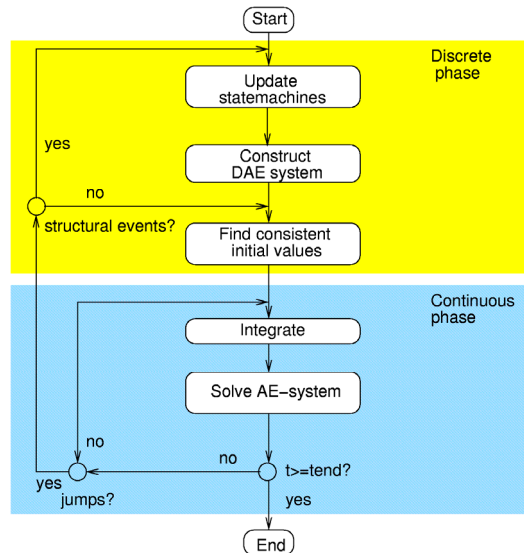 Start
Discrete
phase
Update
statemachines
yes
Construct
DAE system
no
structural events?
Find consistent
initial values
Continuous
phase
Integrate
Solve AE-system
no
no
t>=tend?
yes
jumps?
yes
End